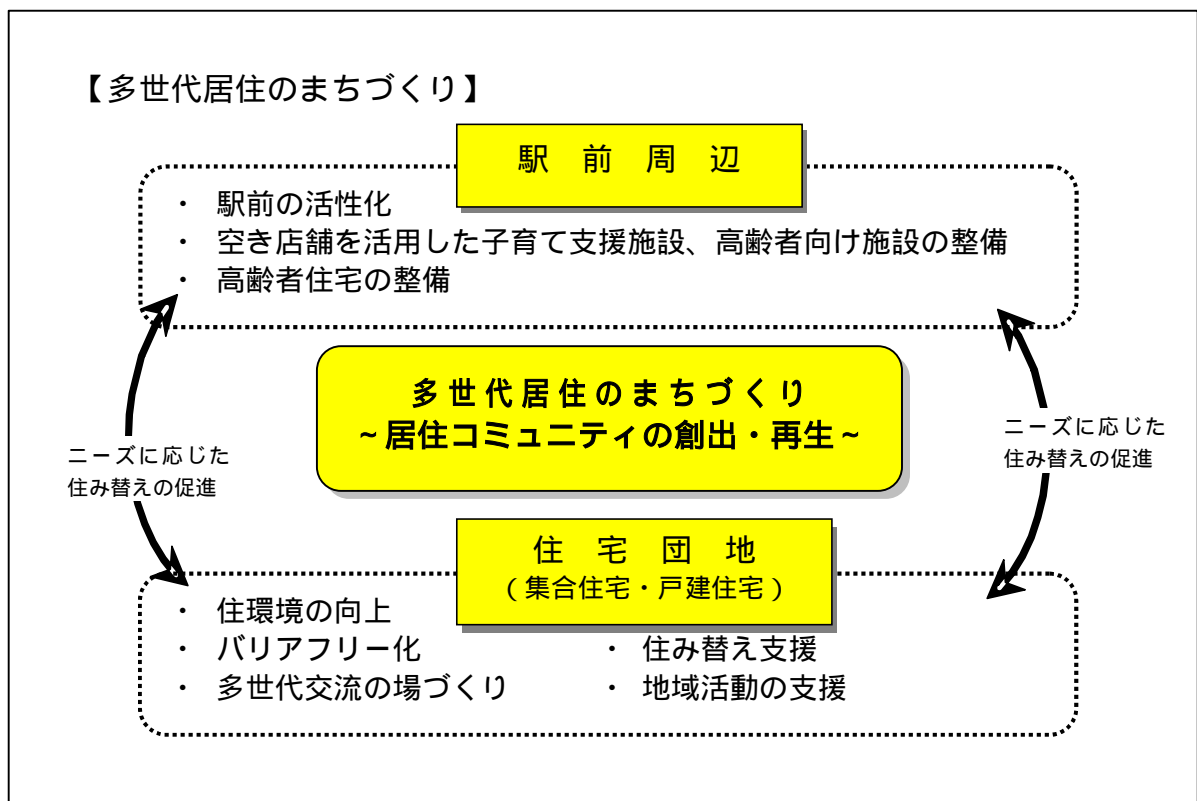 【多世代居住のまちづくり】
駅前周辺
・ 駅前の活性化
・ 空き店舗を活用した子育て支援施設、高齢者向け施設の整備
・ 高齢者住宅の整備
多世代居住のまちづくり
~居住コミュニティの創出・再生~
ニーズに応じた
住み替えの促進
ニーズに応じた
住み替えの促進
住宅団地
(集合住宅・戸建住宅)
・ 住環境の向上
・ バリアフリー化
・ 住み替え支援
・ 多世代交流の場づくり
・ 地域活動の支援